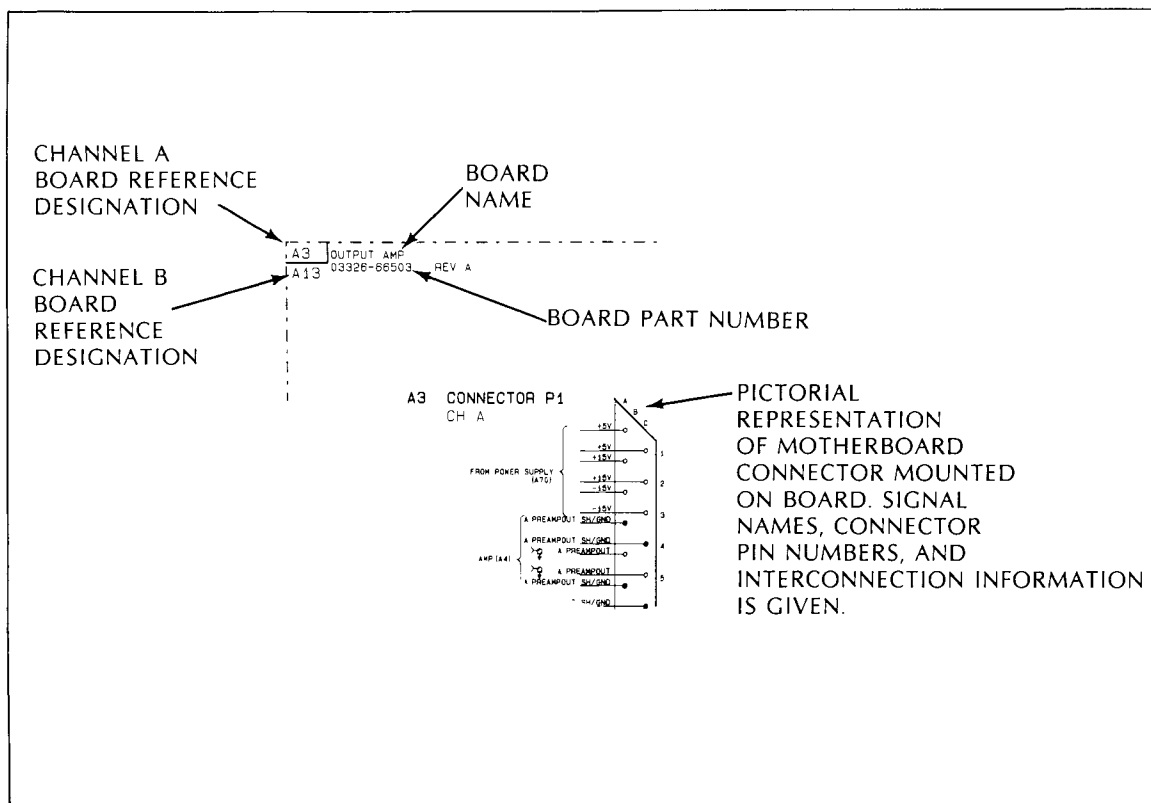 CHANNEL A
BOARD REFERENCE
DESIGNATION
BOARD
NAME
A3
OUTPUT AMP
03326-66503
REV A
A13
CHANNEL B
BOARD
REFERENCE
DESIGNATION
BOARD PART NUMBER
A3 CONNECTOR P1
CH A
A
B
C
+5V
+5V
1
+15V
FROM POWER SUPPLY
(A70)
+15V
2
-15V
-15V
3
A PREAMPOUT SH/GND
A PREAMPOUT SH/GND
4
AMP (A4)
A PREAMPOUT
A PREAMPOUT
5
A PREAMPOUT SH/GND
SH/GND
PICTORIAL
REPRESENTATION
OF MOTHERBOARD
CONNECTOR MOUNTED
ON BOARD. SIGNAL
NAMES, CONNECTOR
PIN NUMBERS, AND
INTERCONNECTION INFORMATION
IS GIVEN.